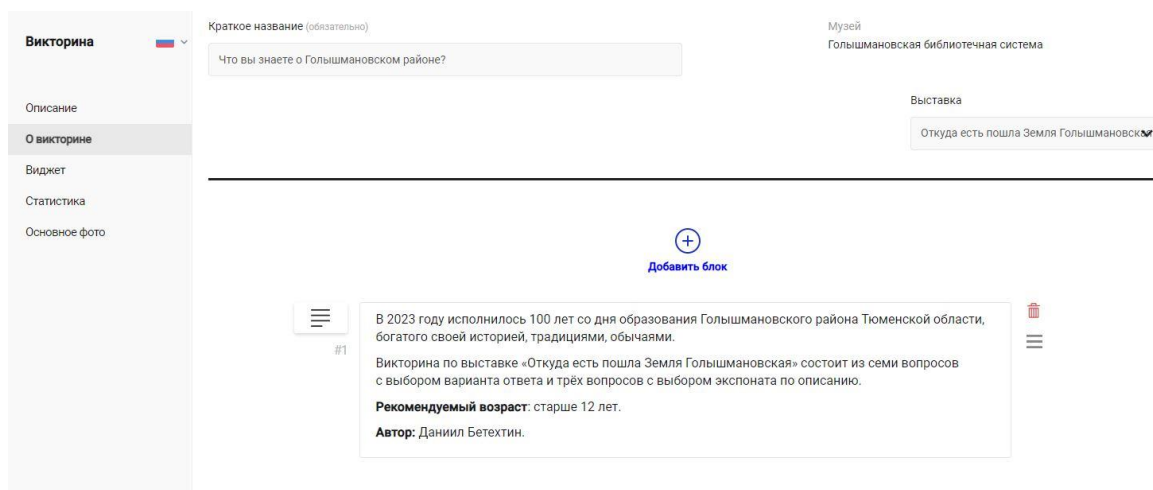 Викторина
Описание
О викторине
Виджет
Статистика
Основное фото
Краткое название (обязательно)
Что вы знаете о Голышмановском районе?
Музей
Голышмановская библиотечная система
Выставка
Откуда есть пошла Земля Голышмановская
Добавить блок
#1
В 2023 году исполнилось 100 лет со дня образования Голышмановского района Тюменской области,
богатого своей историей, традициями, обычаями.
Викторина по выставке «Откуда есть пошла Земля Голышмановская» состоит из семи вопросов
с выбором варианта ответа и трёх вопросов с выбором экспоната по описанию.
Рекомендуемый возраст: старше 12 лет.
Автор: Даниил Бетехтин.